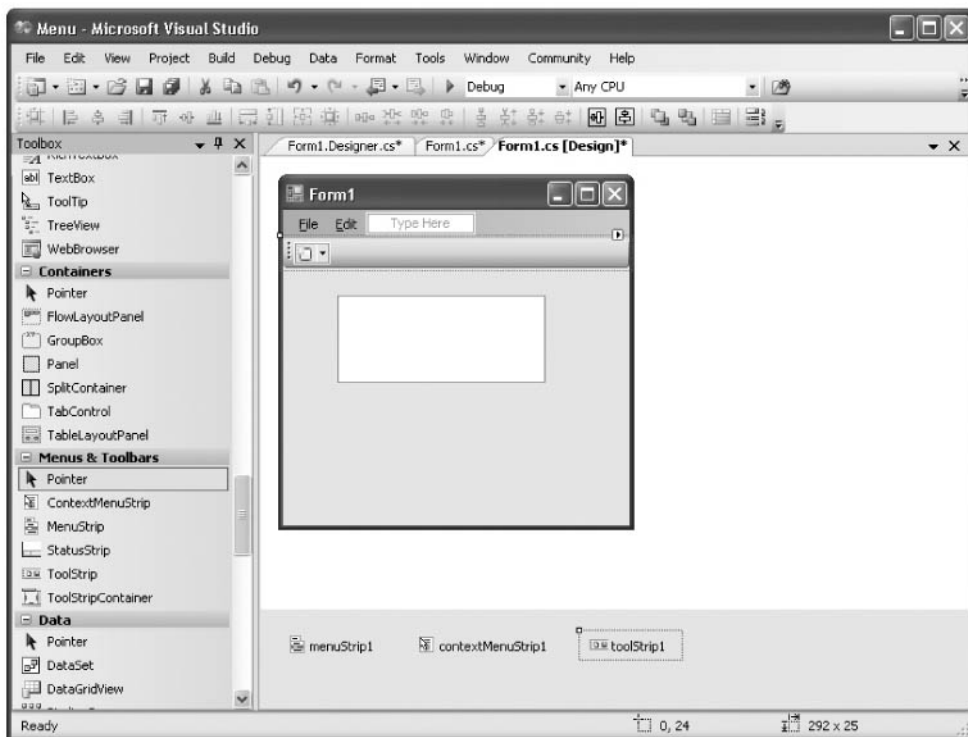 Menu - Microsoft Visual Studio
File Edit View Project Build Debug Data Format Tools Window Community Help
Debug Any CPU
Toolbox
Form1.Designer.cs* Form1.cs* Form1.cs [Design]*
RichTextBox
TextBox
ToolTip
TreeView
WebBrowser
Containers
Pointer
FlowLayoutPanel
GroupBox
Panel
SplitContainer
TabControl
TableLayoutPanel
Menus & Toolbars
Pointer
ContextMenuStrip
MenuStrip
StatusStrip
ToolStrip
ToolStripContainer
Data
Pointer
DataSet
DataGridView
Form1
File Edit Type Here
menuStrip1 contextMenuStrip1 toolStrip1
Ready 0, 24 292 x 25